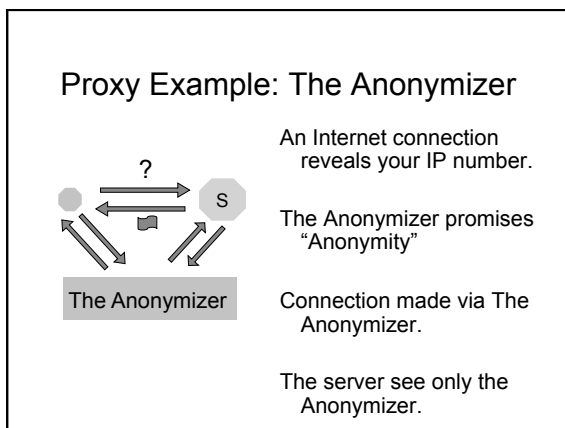 Proxy Example: The Anonymizer
?
S
The Anonymizer
An Internet connection
reveals your IP number.
The Anonymizer promises
“Anonymity”
Connection made via The
Anonymizer.
The server see only the
Anonymizer.